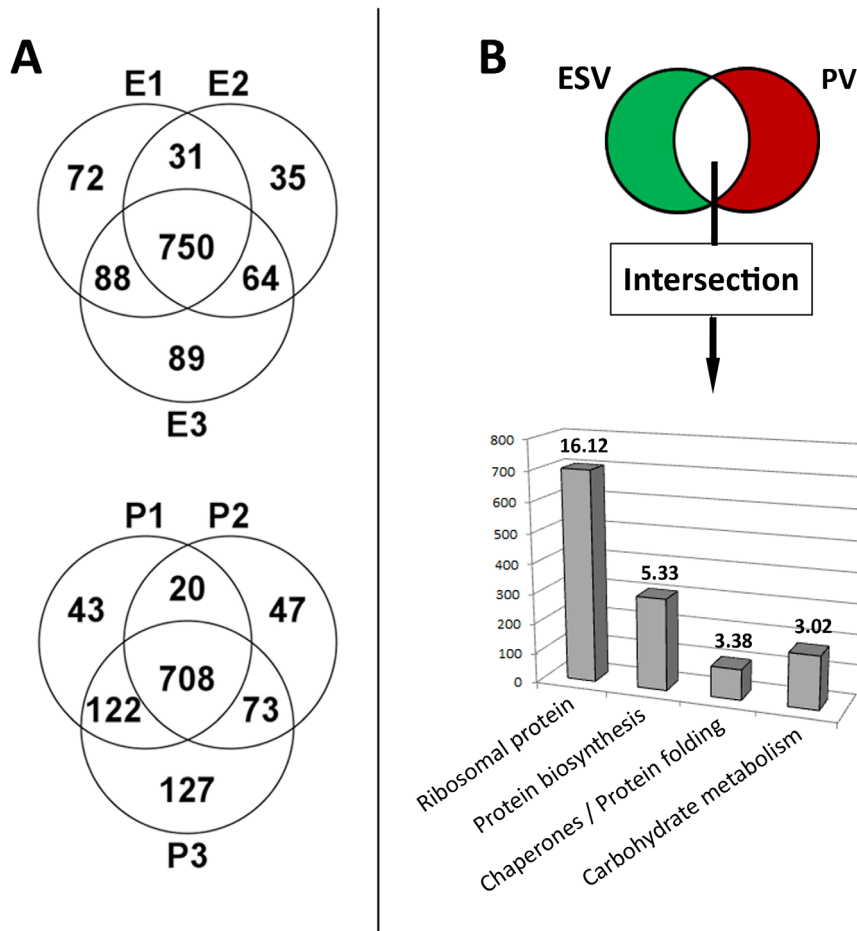 A
E1 E2
72 31 35
750
88 64
89
E3
P1 P2
43 20 47
708
122 73
127
P3
B
ESV PV
Intersection
800
700
600
500
400
300
200
100
0
16.12
5.33
3.38
3.02
Ribosomal protein
Protein biosynthesis
Chaperones / Protein folding
Carbohydrate metabolism